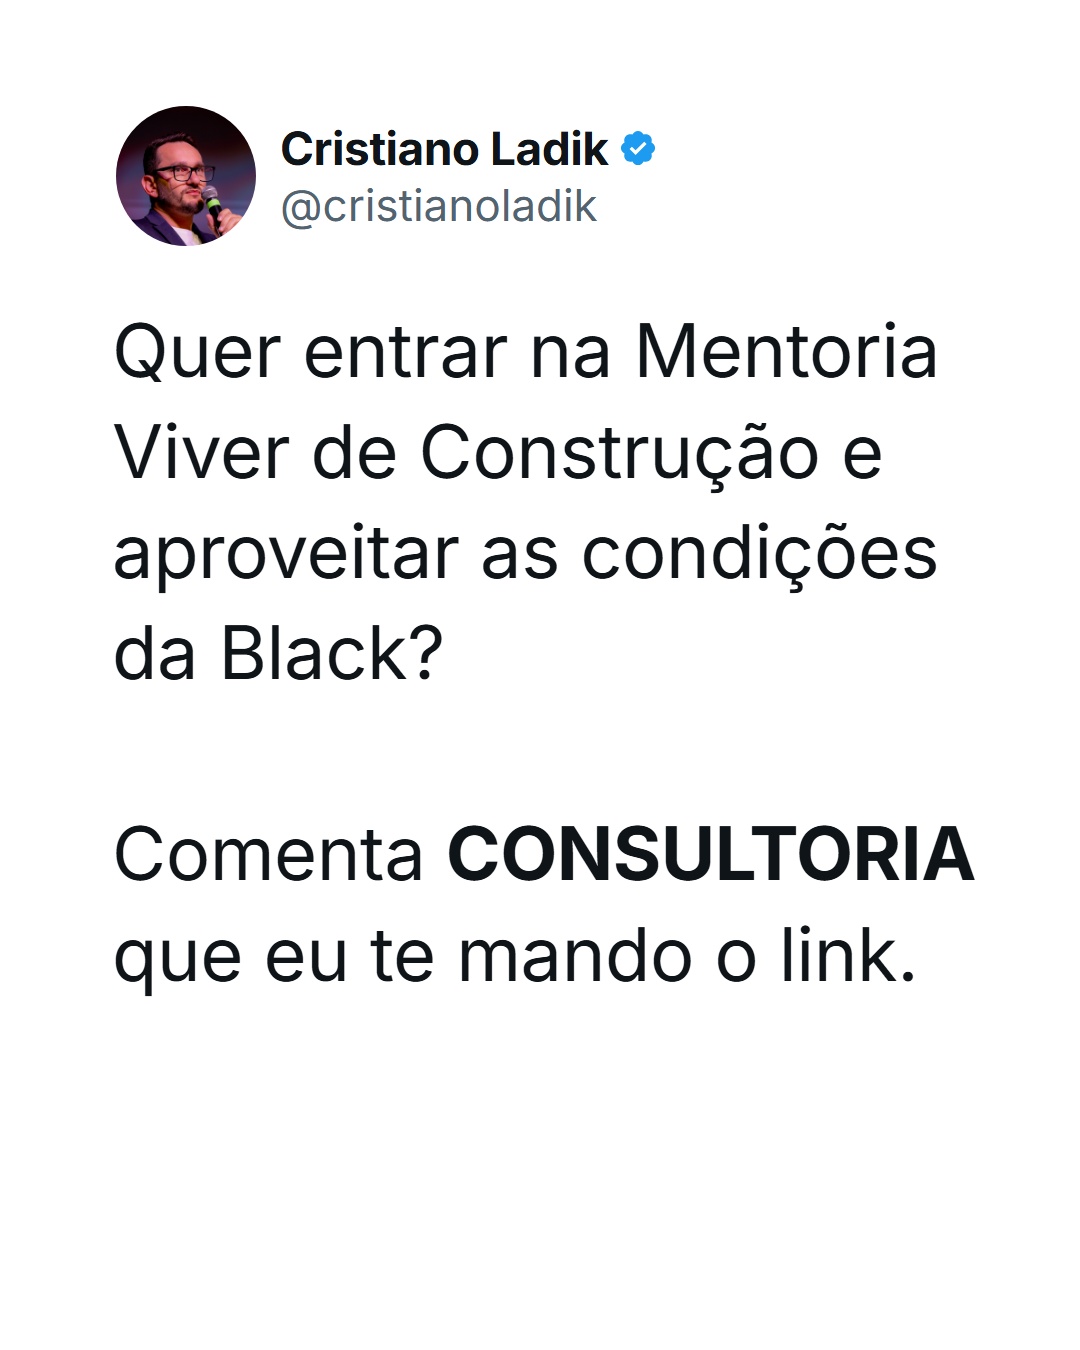 Cristiano Ladik
@cristianoladik
Quer entrar na Mentoria
Viver de Construção e
aproveitar as condições
da Black?
Comenta CONSULTORIA
que eu te mando o link.